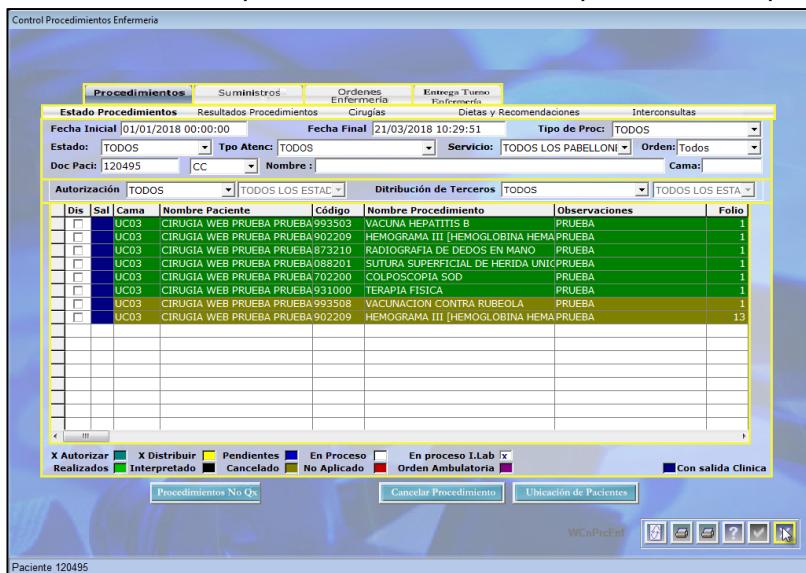 Control Procedimientos Enfermeria
Procedimientos Suministros Ordenes Enfermería Entrega Turno Enfermería
Estado Procedimientos Resultados Procedimientos Cirugías Dietas y Recomendaciones Interconsultas
Fecha Inicial 01/01/2018 00:00:00 Fecha Final 21/03/2018 10:29:51 Tipo de Proc: TODOS
Estado: TODOS Tpo Atenc: TODOS Servicio: TODOS LOS PABELLONE Orden: Todos
Doc Paci: 120495 CC Nombre : Cama:
Autorización TODOS TODOS LOS ESTAD Ditribución de Terceros TODOS TODOS LOS ESTA
Dis Sal Cama Nombre Paciente Código Nombre Procedimiento Observaciones Folio
UC03 CIRUGIA WEB PRUEBA PRUEBA 993503 VACUNA HEPATITIS B PRUEBA 1
UC03 CIRUGIA WEB PRUEBA PRUEBA 902209 HEMOGRAMA III [HEMOGLOBINA HEMA PRUEBA 1
UC03 CIRUGIA WEB PRUEBA PRUEBA 873210 RADIOGRAFIA DE DEDOS EN MANO PRUEBA 1
UC03 CIRUGIA WEB PRUEBA PRUEBA 088201 SUTURA SUPERFICIAL DE HERIDA UNIC PRUEBA 1
UC03 CIRUGIA WEB PRUEBA PRUEBA 702200 COLPOSCOPIA SOD PRUEBA 1
UC03 CIRUGIA WEB PRUEBA PRUEBA 931000 TERAPIA FISICA PRUEBA 1
UC03 CIRUGIA WEB PRUEBA PRUEBA 993508 VACUNACION CONTRA RUBEOLA PRUEBA 1
UC03 CIRUGIA WEB PRUEBA PRUEBA 902209 HEMOGRAMA III [HEMOGLOBINA HEMA PRUEBA 13
X Autorizar X Distribuir Pendientes En Proceso En proceso I.Lab x
Realizados Interpretado Cancelado No Aplicado Orden Ambulatoria Con salida Clinica
Procedimientos No Qx Cancelar Procedimiento Ubicación de Pacientes
WCnPrcEnf
Paciente 120495